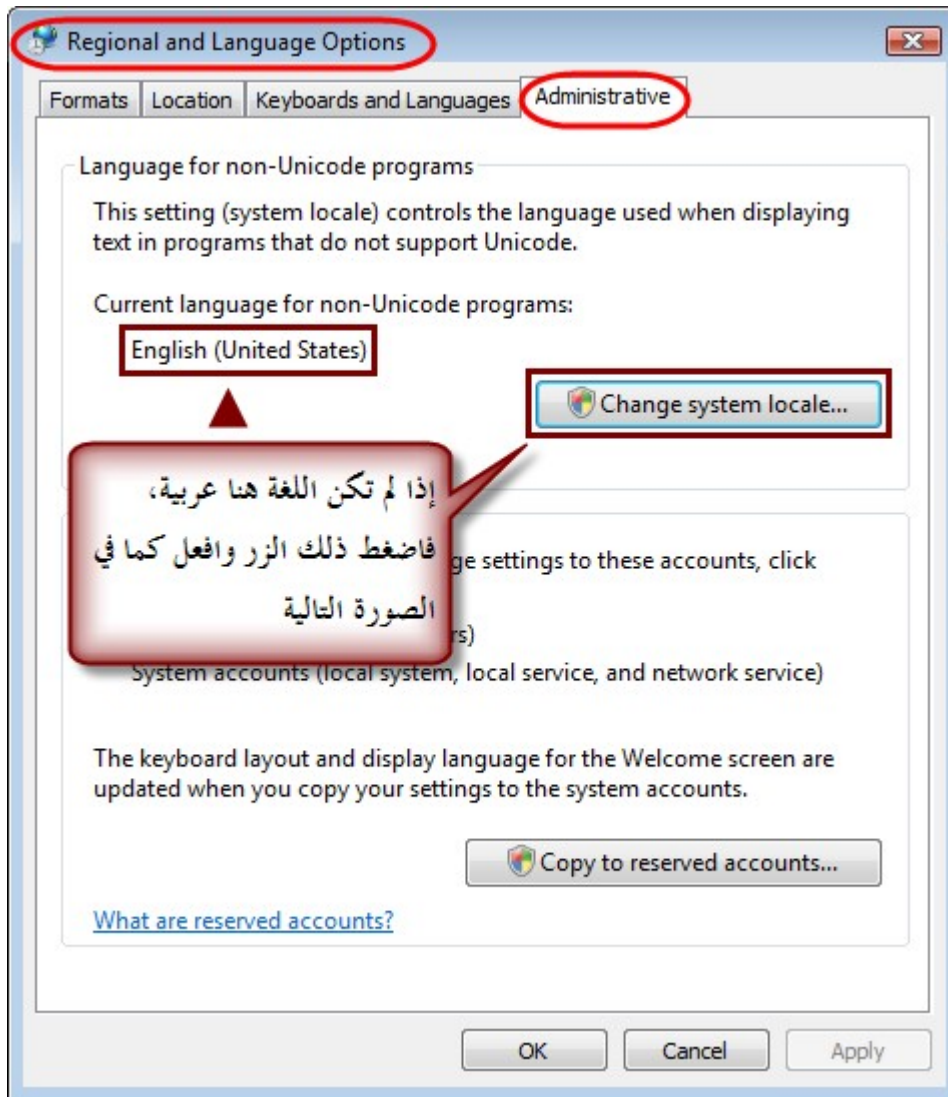 Regional and Language Options
Formats Location Keyboards and Languages Administrative
Language for non-Unicode programs
This setting (system locale) controls the language used when displaying
text in programs that do not support Unicode.
Current language for non-Unicode programs:
English (United States)
Change system locale...
إذا لم تكن اللغة هنا عربية،
فاضغط ذلك الزر وافعل كما في
الصورة التالية
settings to these accounts, click
System accounts (local system, local service, and network service)
The keyboard layout and display language for the Welcome screen are
updated when you copy your settings to the system accounts.
Copy to reserved accounts...
What are reserved accounts?
OK Cancel Apply